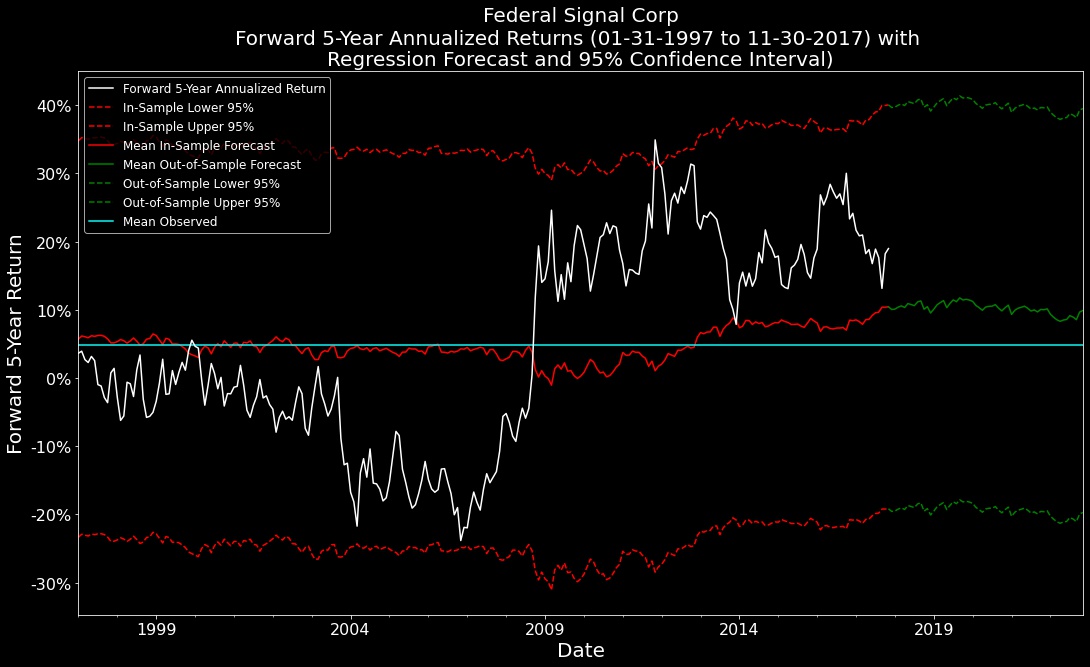 Federal Signal Corp
Forward 5-Year Annualized Returns (01-31-1997 to 11-30-2017) with
Regression Forecast and 95% Confidence Interval)
Forward 5-Year Annualized Return
In-Sample Lower 95%
In-Sample Upper 95%
Mean In-Sample Forecast
Mean Out-of-Sample Forecast
Out-of-Sample Lower 95%
Out-of-Sample Upper 95%
Mean Observed
Forward 5-Year Return
40%
30%
20%
10%
0%
-10%
-20%
-30%
1999
2004
2009
2014
2019
Date